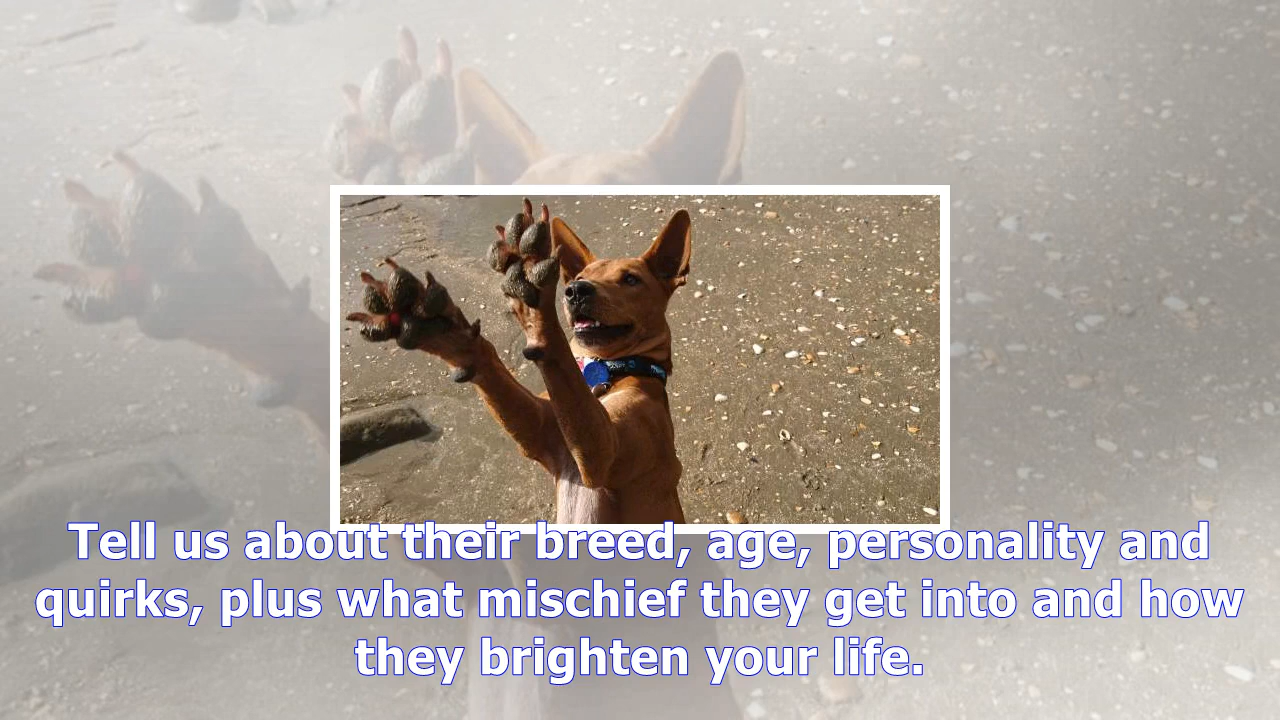 Tell us about their breed, age, personality and
quirks, plus what mischief they get into and how
they brighten your life.